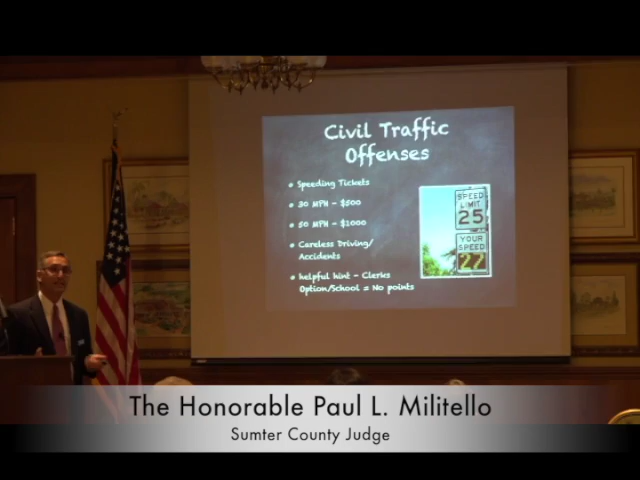 Civil Traffic
Offenses
Speeding Tickets
30 MPH - $500
50 MPH - $1000
Careless Driving/
Accidents
helpful hint - Clerks
Option/School = No points
SPEED
LIMIT
25
YOUR
SPEED
27
The Honorable Paul L. Militello
Sumter County Judge